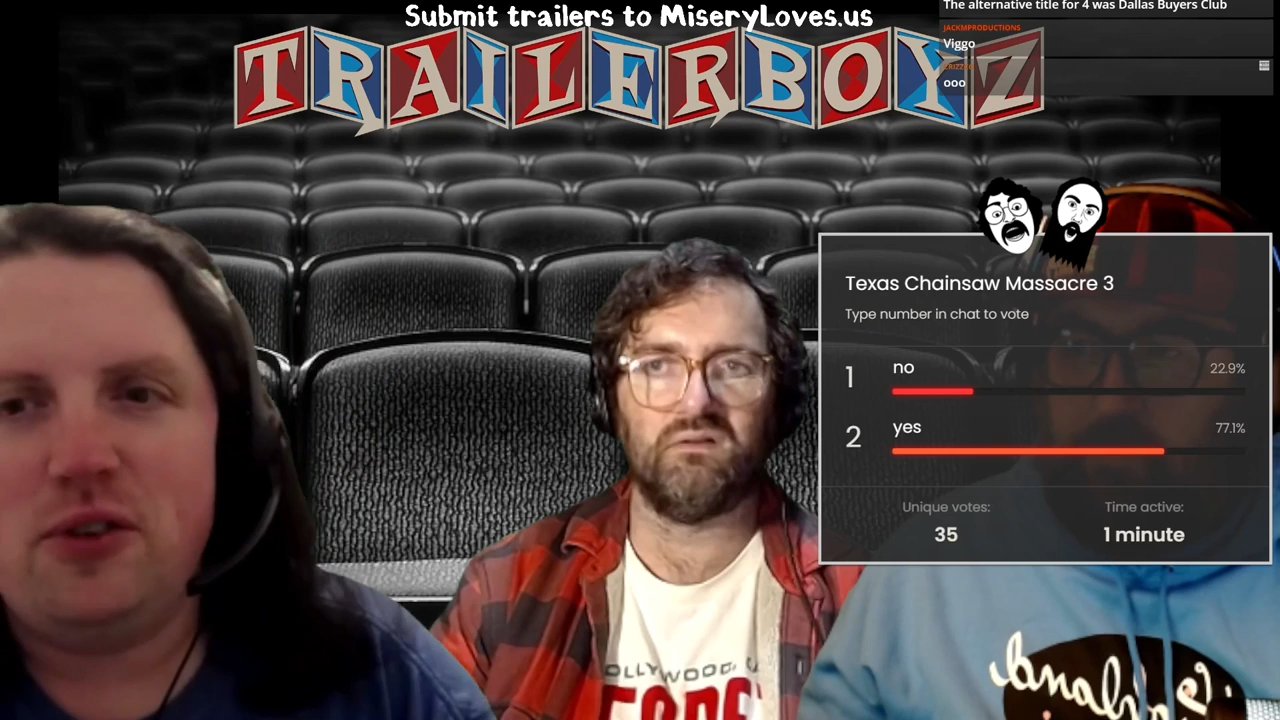 Submit trailers to MiseryLoves.us
TRAILERBOYZ
The alternative title for 4 was Dallas Buyers Club
JACKMPRODUCTIONS
Viggo
ooo
Texas Chainsaw Massacre 3
Type number in chat to vote
1 no 22.9%
2 yes 77.1%
Unique votes: Time active:
35 1 minute